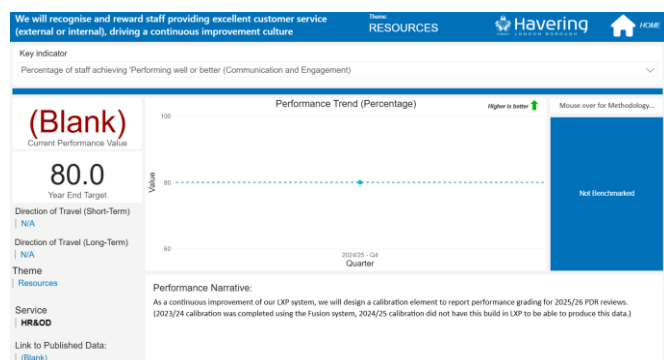 We will recognise and reward staff providing excellent customer service
(external or internal), driving a continuous improvement culture
Theme
RESOURCES
Havering
LONDON BOROUGH
HOME
Key indicator
Percentage of staff achieving 'Performing well or better (Communication and Engagement)
(Blank)
Current Performance Value
80.0
Year End Target
Direction of Travel (Short-Term)
N/A
Direction of Travel (Long-Term)
N/A
Theme
Resources
Service
HR&OD
Link to Published Data:
(Blank)
Performance Trend (Percentage)
Higher is better
100
80
60
Value
2024/25 - Q4
Quarter
Mouse over for Methodology...
Not Benchmarked
Performance Narrative:
As a continuous improvement of our LXP system, we will design a calibration element to report performance grading for 2025/26 PDR reviews.
(2023/24 calibration was completed using the Fusion system, 2024/25 calibration did not have this build in LXP to be able to produce this data.)